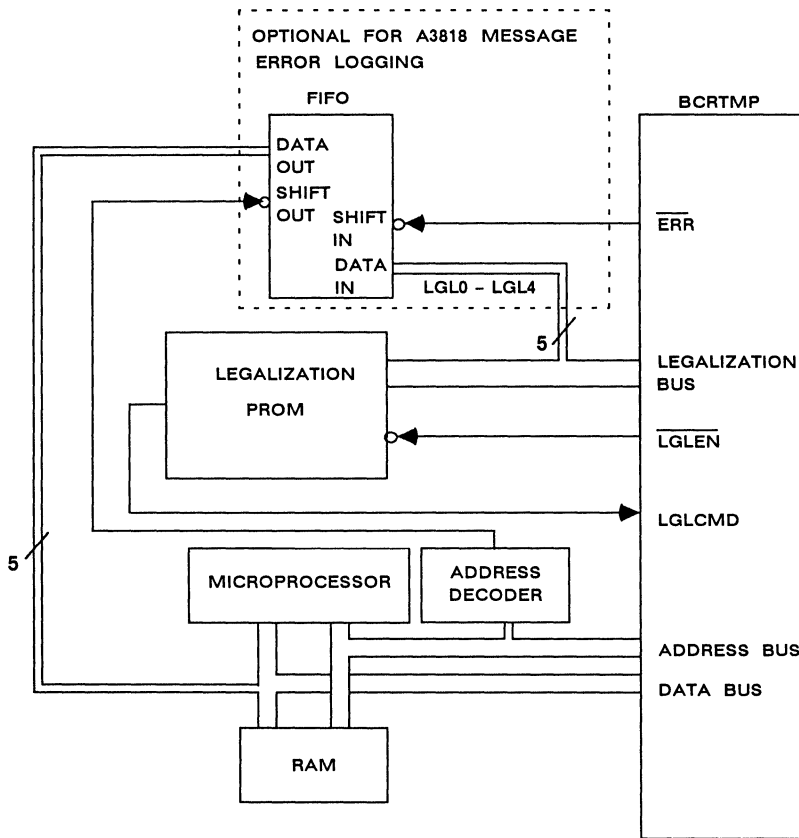 OPTIONAL FOR A3818 MESSAGE
ERROR LOGGING
FIFO
BCRTMP
DATA
OUT
SHIFT
OUT
SHIFT
IN
DATA
IN
ERR
LGL0 - LGL4
5
LEGALIZATION
BUS
LEGALIZATION
PROM
LGLEN
LGLCMD
5
MICROPROCESSOR
ADDRESS
DECODER
ADDRESS BUS
DATA BUS
RAM